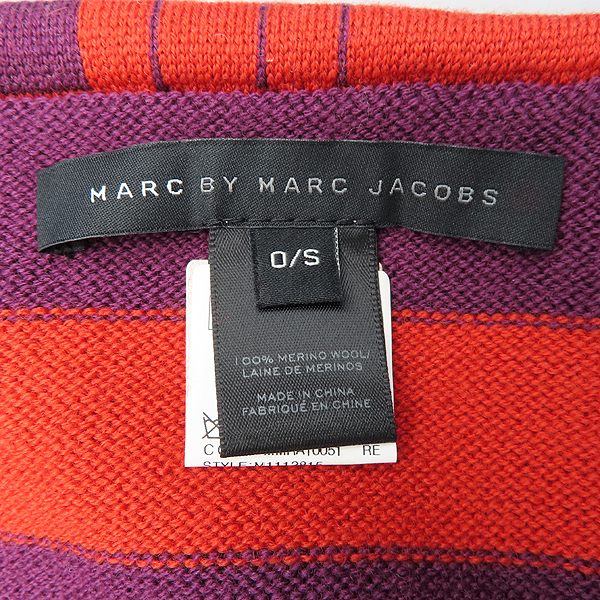 MARC BY MARC JACOBS
O/S
100% MERINO WOOL/
LAINE DE MERINOS
MADE IN CHINA
FABRIQUÉ EN CHINE
RE